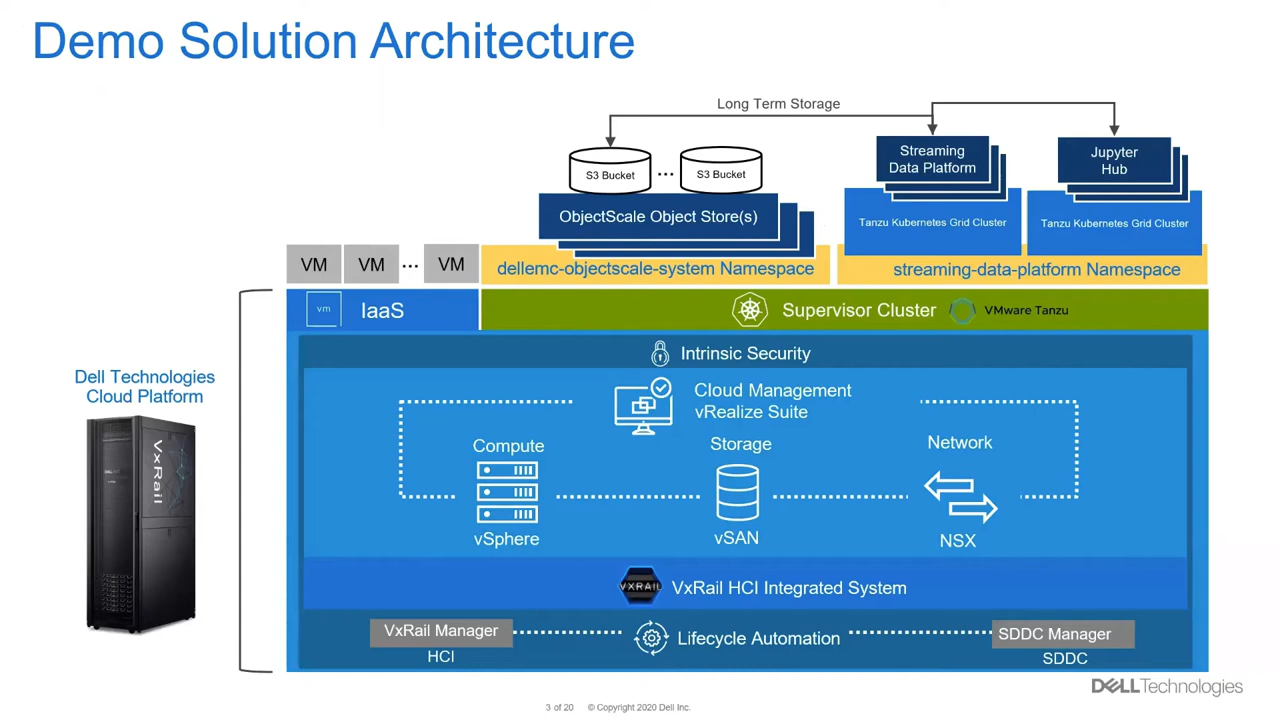 Demo Solution Architecture
Long Term Storage
S3 Bucket
...
S3 Bucket
Streaming
Data Platform
Jupyter
Hub
ObjectScale Object Store(s)
Tanzu Kubernetes Grid Cluster
Tanzu Kubernetes Grid Cluster
VM
VM
...
VM
dellemc-objectscale-system Namespace
streaming-data-platform Namespace
vm
IaaS
Supervisor Cluster
VMware Tanzu
Intrinsic Security
Dell Technologies
Cloud Platform
VxRail
Cloud Management
vRealize Suite
Compute
Storage
Network
vSphere
vSAN
NSX
VXRAIL
VxRail HCI Integrated System
VxRail Manager
HCI
Lifecycle Automation
SDDC Manager
SDDC
DELLTechnologies
3 of 20 © Copyright 2020 Dell Inc.